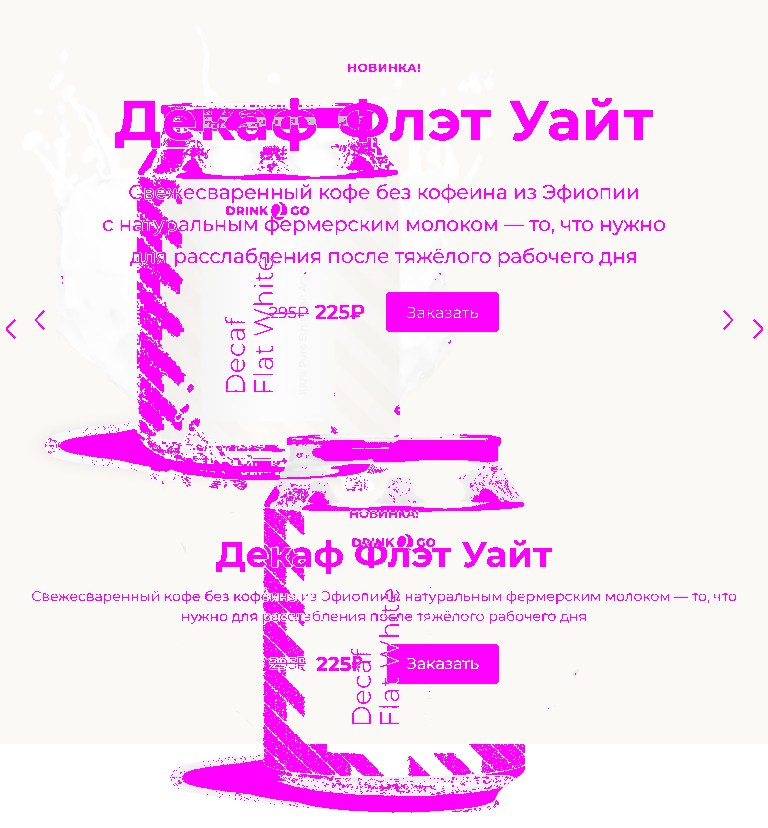 НОВИНКА!
Декаф Флэт Уайт
Свежесваренный кофе без кофеина из Эфиопии
DRINK 2 GO
с натуральным фермерским молоком — то, что нужно
для расслабления после тяжёлого рабочего дня
295₽ 225₽ Заказать
Decaf
Flat White
НОВИНКА!
DRINK 2 GO
Декаф Флэт Уайт
Свежесваренный кофе без кофеина из Эфиопии с натуральным фермерским молоком — то, что
нужно для расслабления после тяжёлого рабочего дня
295₽ 225₽ Заказать
Decaf
Flat White